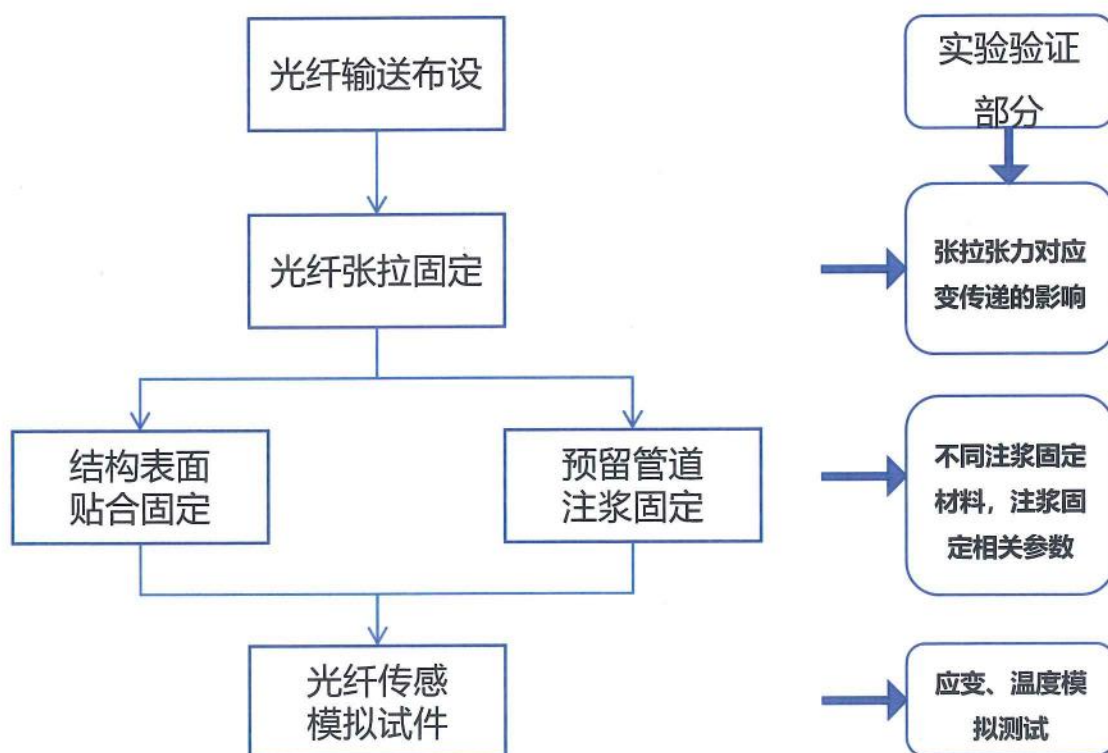 光纤输送布设
实验验证
部分
光纤张拉固定
张拉张力对应
变传递的影响
结构表面
贴合固定
预留管道
注浆固定
不同注浆固定
材料，注浆固
定相关参数
光纤传感
模拟试件
应变、温度模
拟测试